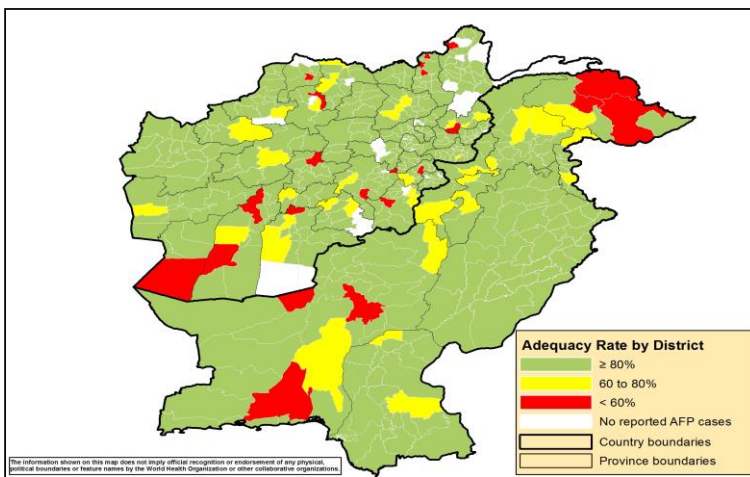 Adequacy Rate by District
≥ 80%
60 to 80%
< 60%
No reported AFP cases
Country boundaries
Province boundaries
The information shown on this map does not imply official recognition or endorsement of any physical,
political boundaries or feature names by the World Health Organization or other collaborative organizations.